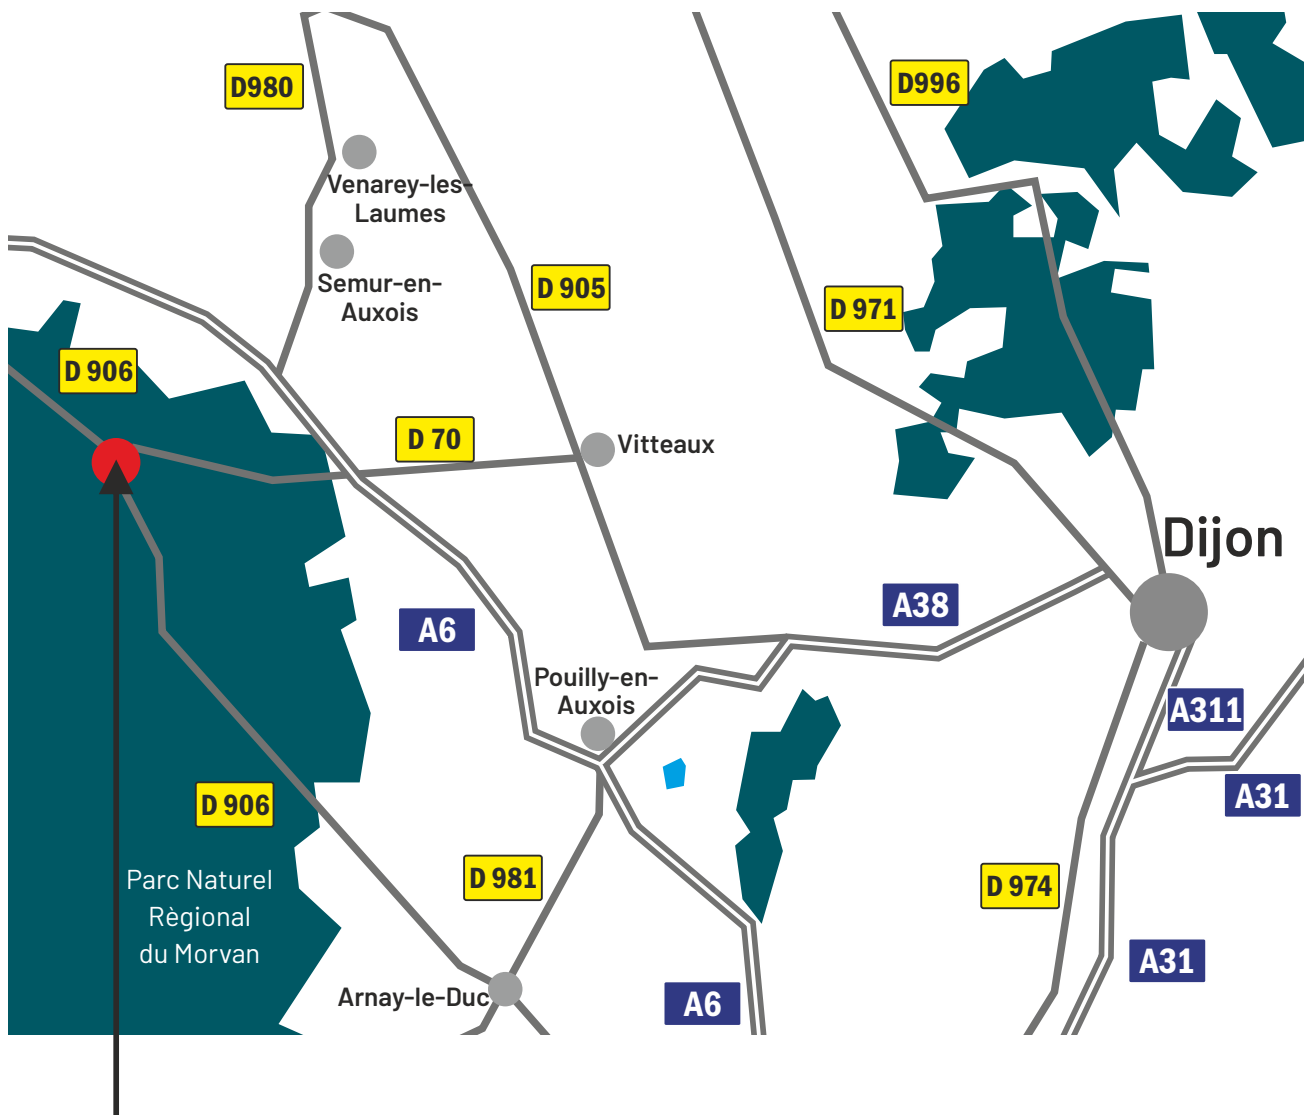 D980
D996
Venarey-les-
Laumes
Semur-en-
Auxois
D 905
D 971
D 906
D 70
Vitteaux
Dijon
A38
A6
Pouilly-en-
Auxois
A311
A31
D 906
D 981
D 974
Parc Naturel
Règional
du Morvan
A31
Arnay-le-Duc
A6